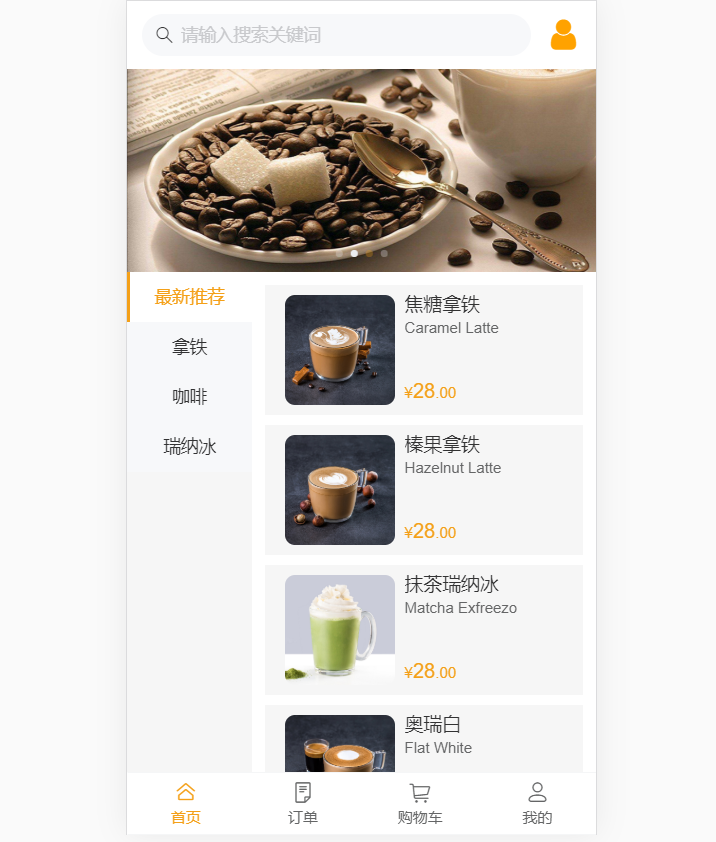 请输入搜索关键词
最新推荐
拿铁
咖啡
瑞纳冰
焦糖拿铁
Caramel Latte
¥28.00
榛果拿铁
Hazelnut Latte
¥28.00
抹茶瑞纳冰
Matcha Exfreezo
¥28.00
奥瑞白
Flat White
首页
订单
购物车
我的